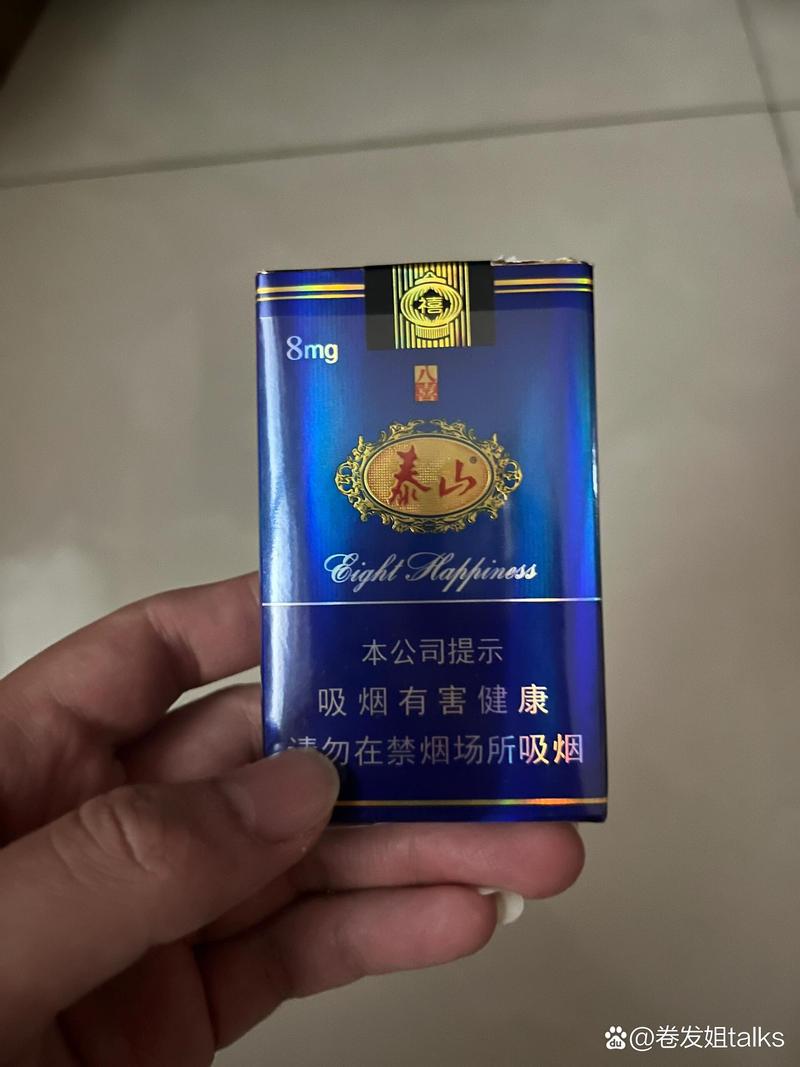 禧
8mg
八喜
泰山®
Eight Happiness
本公司提示
吸烟有害健康
请勿在禁烟场所吸烟
@卷发姐talks